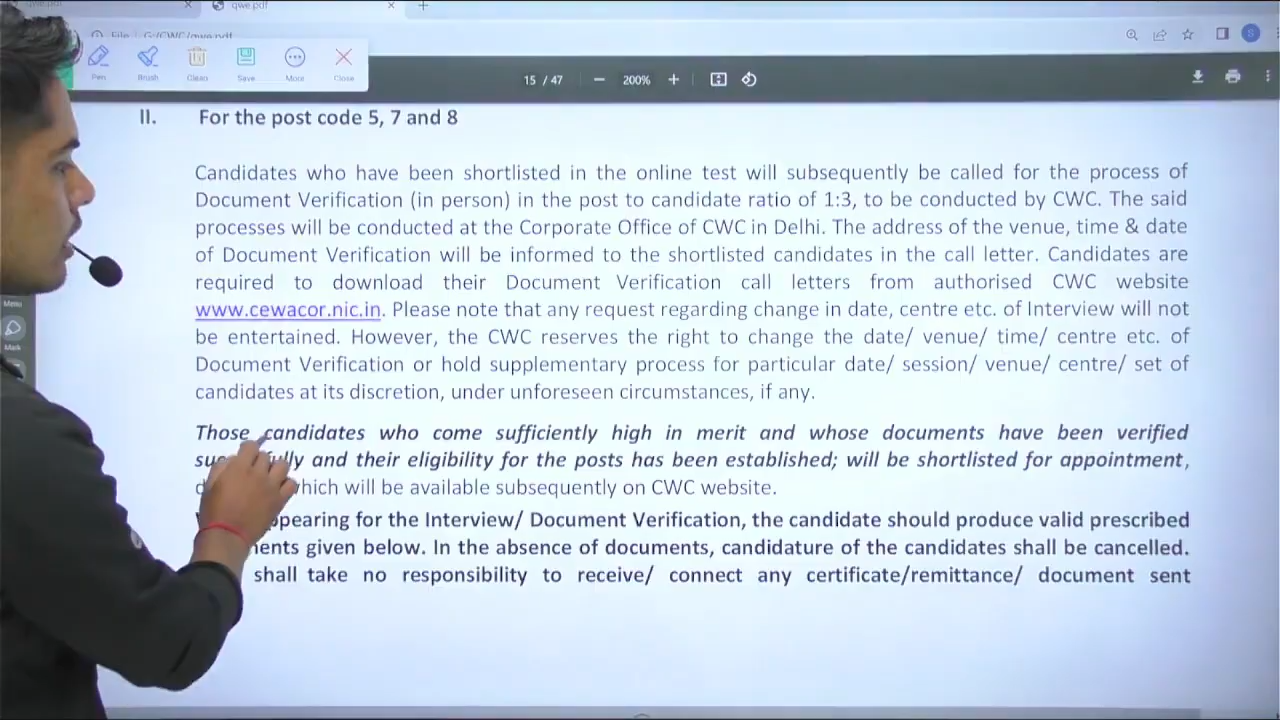 qwe.pdf
qwe.pdf
File G:/CWC/qwe.pdf
Pen Brush Clean Save More Close
15 / 47 200%
S
II. For the post code 5, 7 and 8
Candidates who have been shortlisted in the online test will subsequently be called for the process of
Document Verification (in person) in the post to candidate ratio of 1:3, to be conducted by CWC. The said
processes will be conducted at the Corporate Office of CWC in Delhi. The address of the venue, time & date
of Document Verification will be informed to the shortlisted candidates in the call letter. Candidates are
required to download their Document Verification call letters from authorised CWC website
www.cewacor.nic.in. Please note that any request regarding change in date, centre etc. of Interview will not
be entertained. However, the CWC reserves the right to change the date/ venue/ time/ centre etc. of
Document Verification or hold supplementary process for particular date/ session/ venue/ centre/ set of
candidates at its discretion, under unforeseen circumstances, if any.
Those candidates who come sufficiently high in merit and whose documents have been verified
and their eligibility for the posts has been established; will be shortlisted for appointment,
which will be available subsequently on CWC website.
for the Interview/ Document Verification, the candidate should produce valid prescribed
given below. In the absence of documents, candidature of the candidates shall be cancelled.
shall take no responsibility to receive/ connect any certificate/remittance/ document sent
Menu
Mark